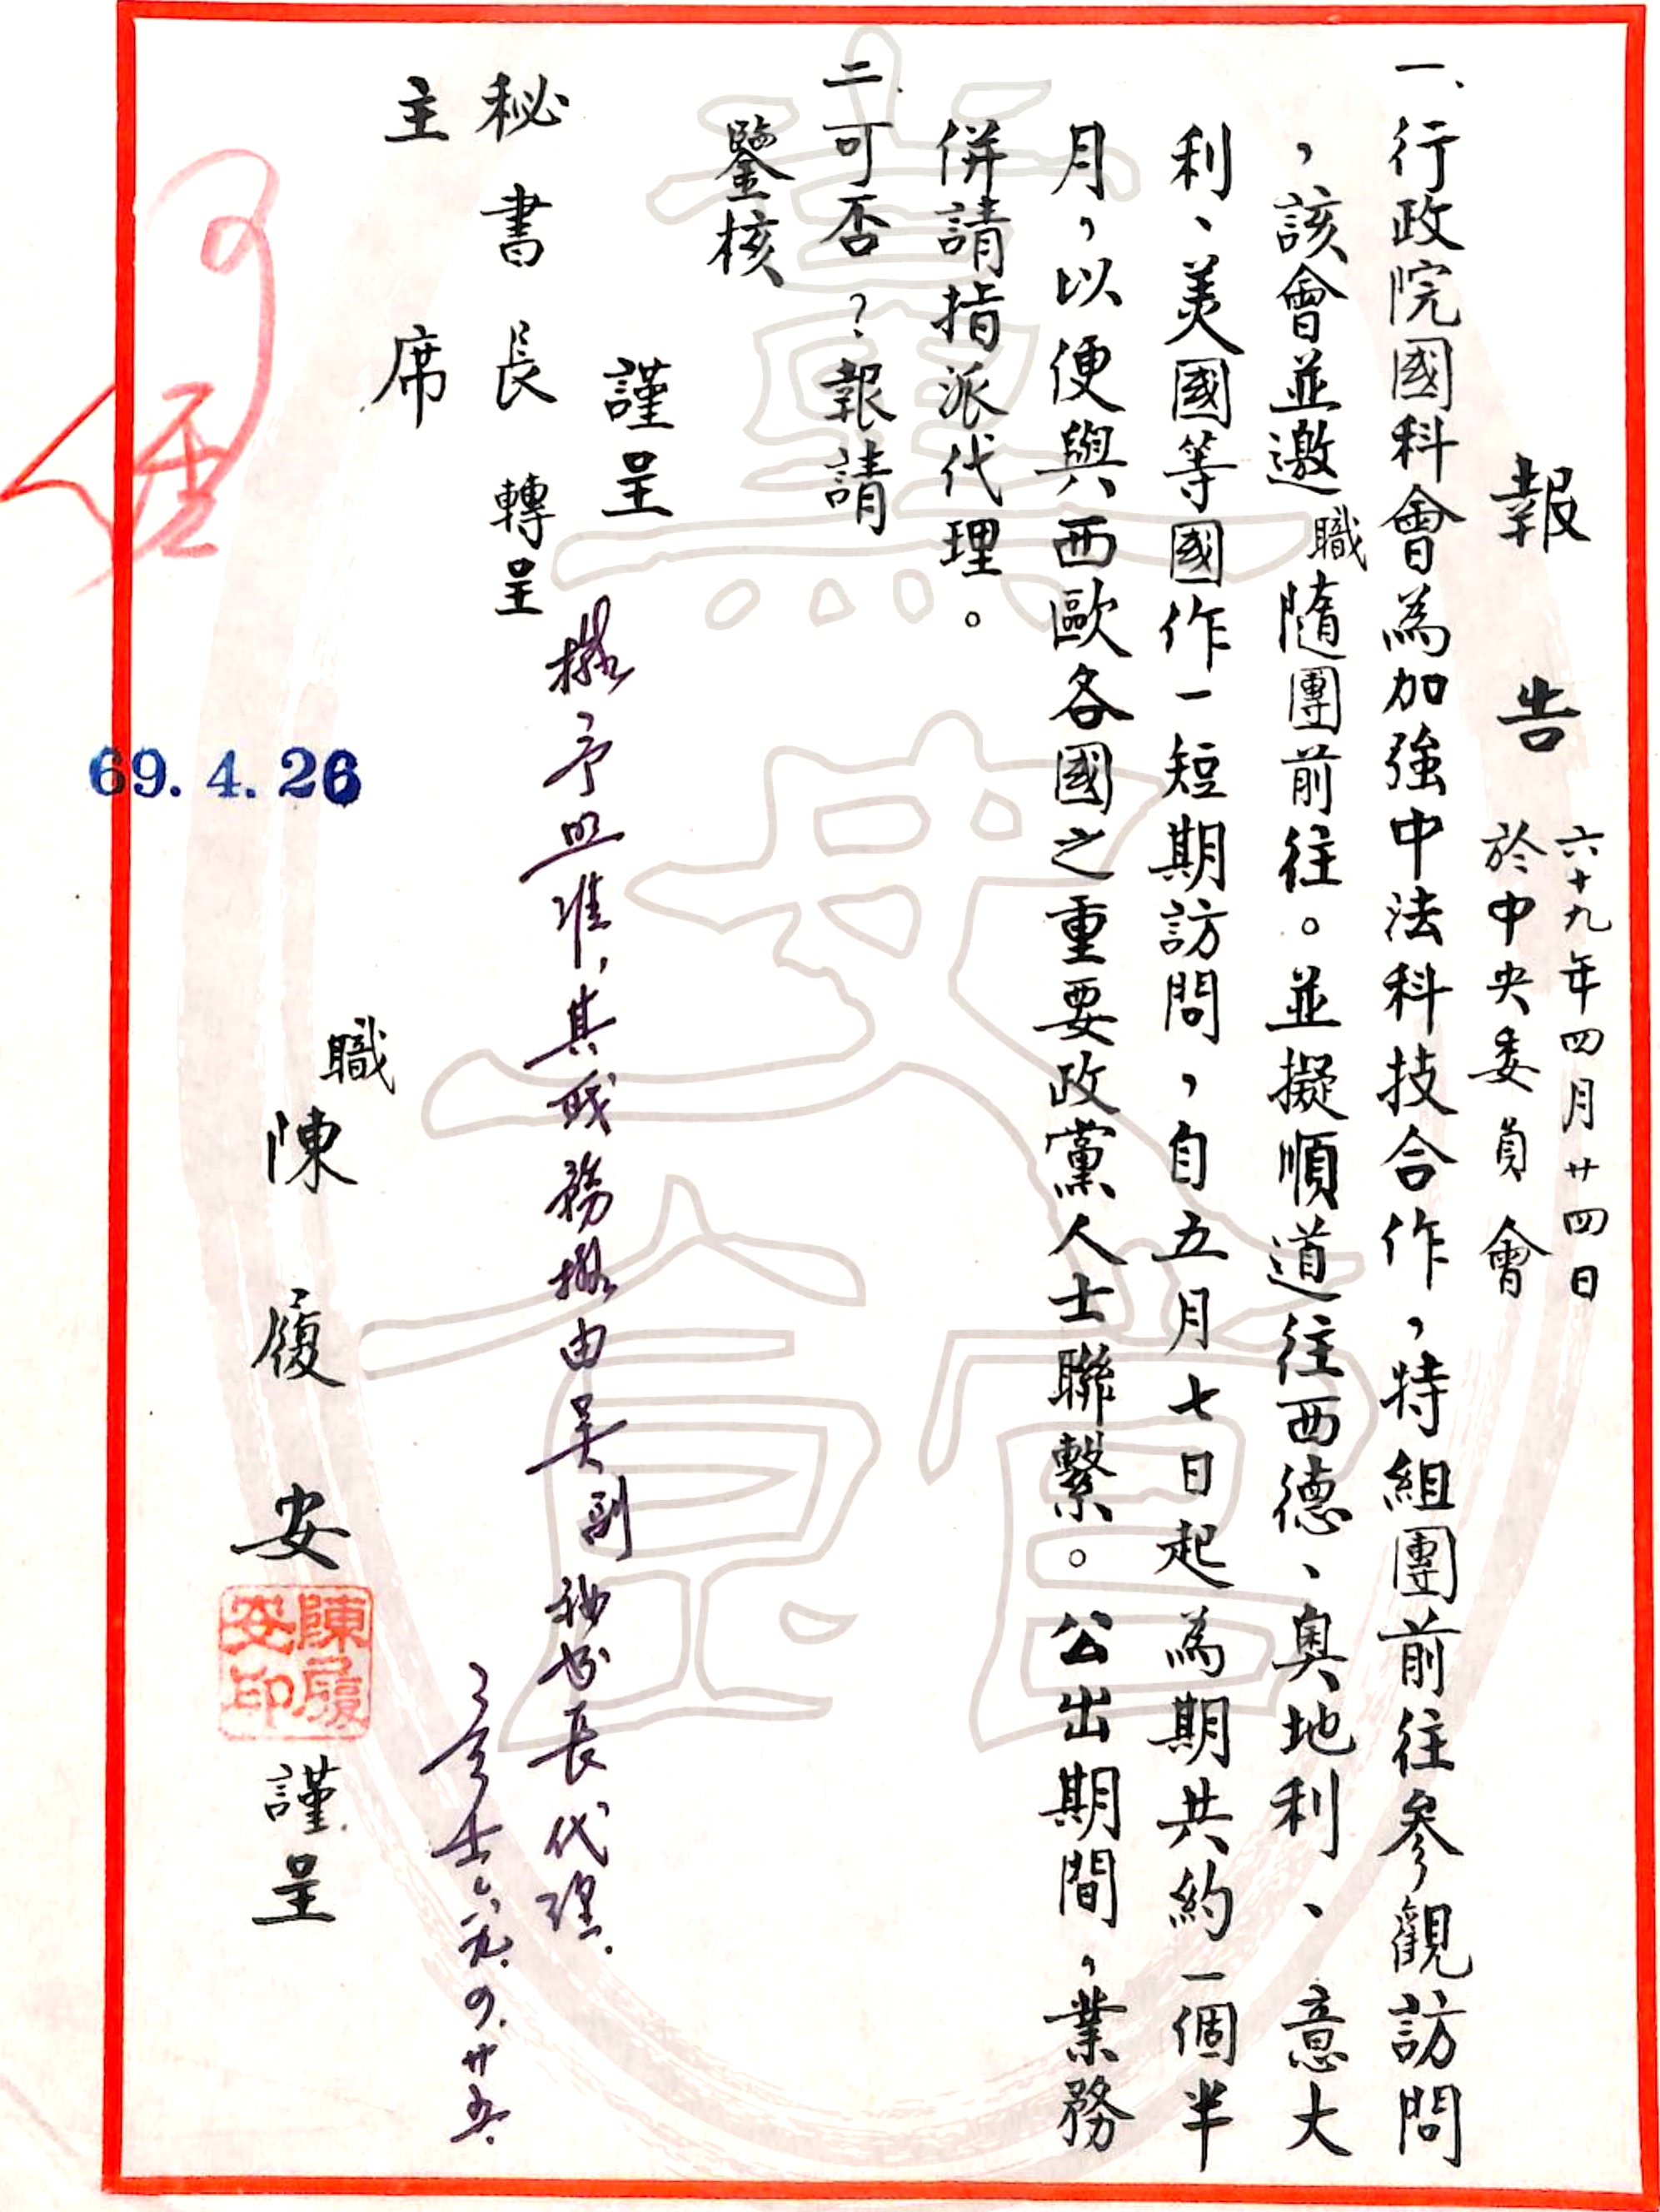 報告
六十九年四月廿四日
於中央委員會
一、行政院國科會為加強中法科技合作，特組團前往參觀訪問
，該會並邀職隨團前往。並擬順道往西德、奧地利、意大
利、美國等國作一短期訪問，自五月七日起為期共約一個半
月，以便與西歐各國之重要政黨人士聯繫。公出期間，業務
併請指派代理。
二、可否？報請
鑒核
謹呈
秘書長 轉呈
主席
擬予照准，其職務擬由吳副秘書長代理.
六九.四.廿五.
職
陳履安
陳履安印
謹呈
可
69.4.26
黨史會